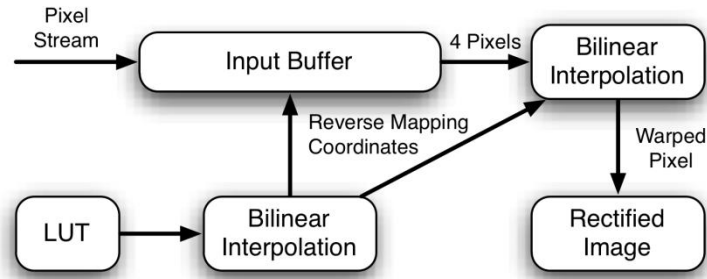 Pixel
Stream
Input Buffer
4 Pixels
Bilinear
Interpolation
Reverse Mapping
Coordinates
Warped
Pixel
LUT
Bilinear
Interpolation
Rectified
Image